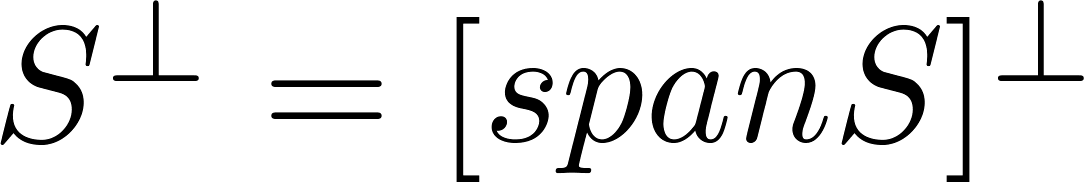 S^⊥ = [spanS]^⊥